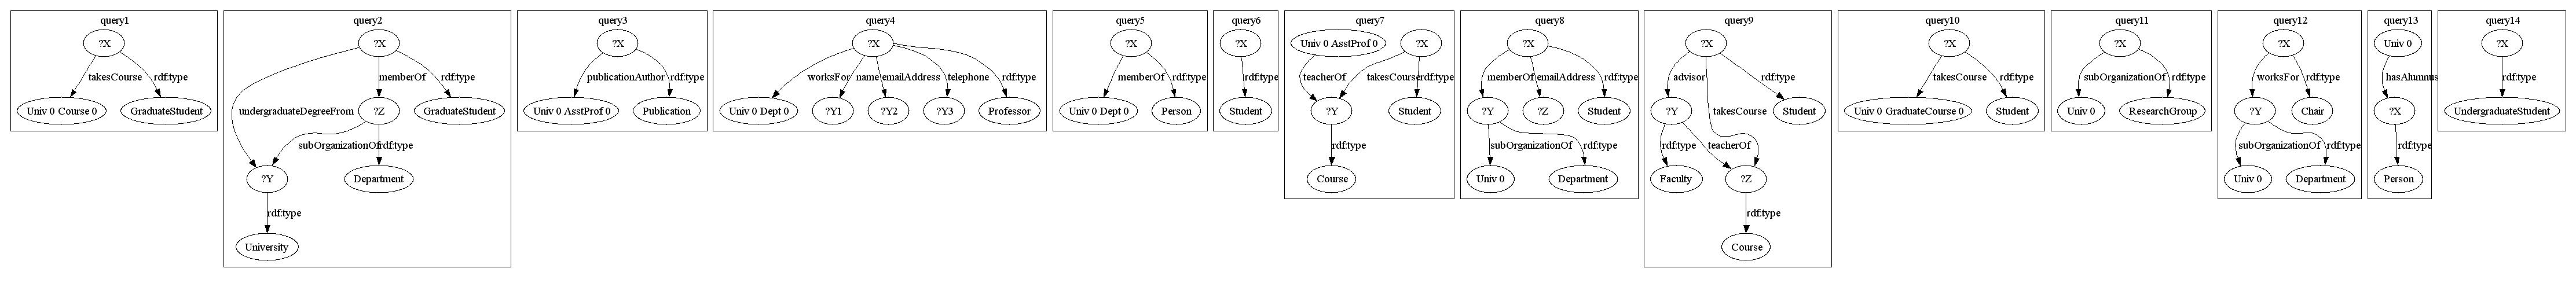 query1
?X
takesCourse
rdf:type
Univ 0 Course 0
GraduateStudent
query2
?X
undergraduateDegreeFrom
memberOf
rdf:type
?Z
GraduateStudent
subOrganizationOf
rdf:type
?Y
Department
rdf:type
University
query3
?X
publicationAuthor
rdf:type
Univ 0 AsstProf 0
Publication
query4
?X
worksFor
name
emailAddress
telephone
rdf:type
Univ 0 Dept 0
?Y1
?Y2
?Y3
Professor
query5
?X
memberOf
rdf:type
Univ 0 Dept 0
Person
query6
?X
rdf:type
Student
query7
Univ 0 AsstProf 0
?X
teacherOf
takesCourse
rdf:type
?Y
Student
rdf:type
Course
query8
?X
memberOf
emailAddress
rdf:type
?Y
?Z
Student
subOrganizationOf
rdf:type
Univ 0
Department
query9
?X
advisor
takesCourse
rdf:type
?Y
Student
rdf:type
teacherOf
Faculty
?Z
rdf:type
Course
query10
?X
takesCourse
rdf:type
Univ 0 GraduateCourse 0
Student
query11
?X
subOrganizationOf
rdf:type
Univ 0
ResearchGroup
query12
?X
worksFor
rdf:type
?Y
Chair
subOrganizationOf
rdf:type
Univ 0
Department
query13
Univ 0
hasAlumnus
?X
rdf:type
Person
query14
?X
rdf:type
UndergraduateStudent